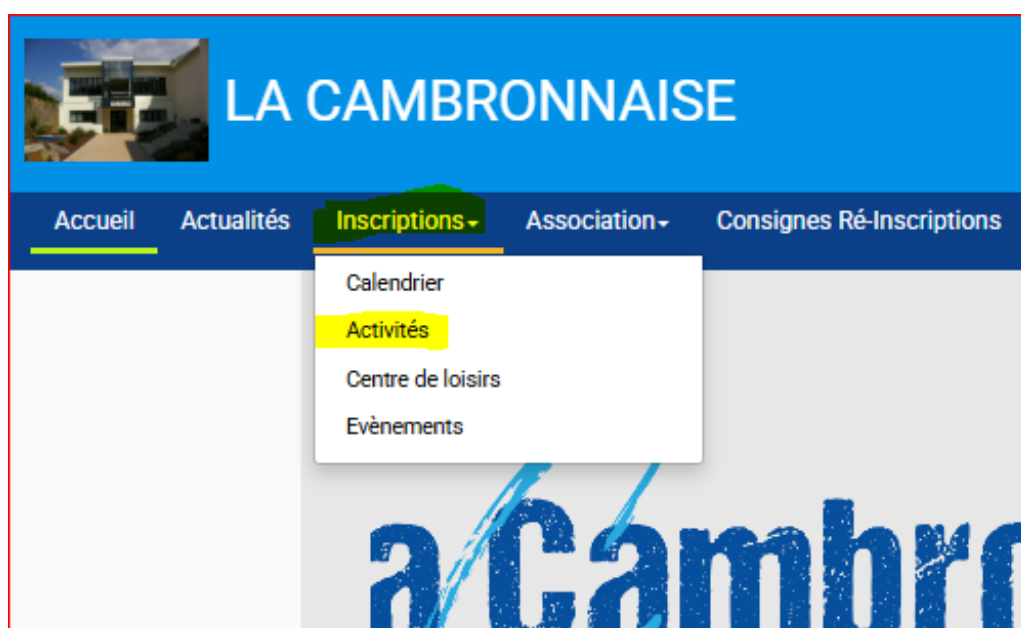 LA CAMBRONNAISE
Accueil Actualités Inscriptions Association Consignes Ré-Inscriptions
Calendrier
Activités
Centre de loisirs
Evènements
a Cambr